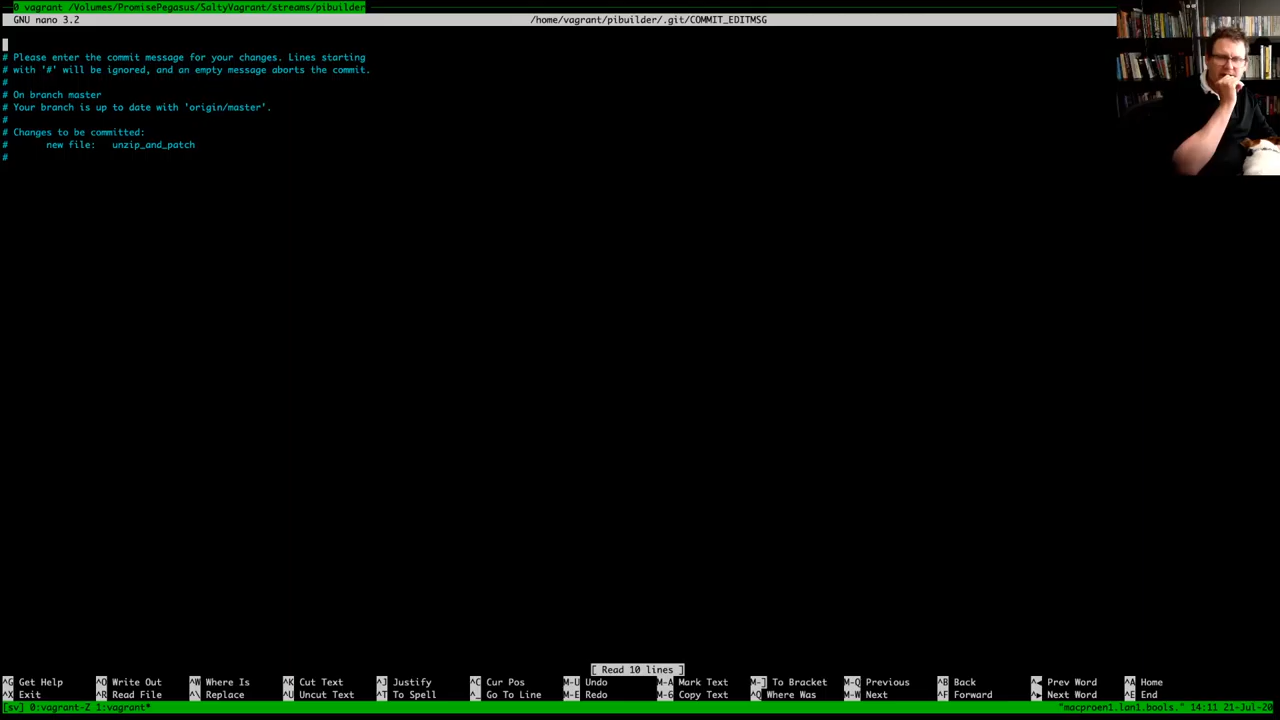 0 vagrant /Volumes/PromisePegasus/SaltyVagrant/streams/pibuilder
GNU nano 3.2 /home/vagrant/pibuilder/.git/COMMIT_EDITMSG
# Please enter the commit message for your changes. Lines starting
# with '#' will be ignored, and an empty message aborts the commit.
#
# On branch master
# Your branch is up to date with 'origin/master'.
#
# Changes to be committed:
#       new file:   unzip_and_patch
#
[ Read 10 lines ]
^G Get Help ^O Write Out ^W Where Is ^K Cut Text ^J Justify ^C Cur Pos M-U Undo M-A Mark Text M-] To Bracket M-Q Previous ^B Back ^◄ Prev Word ^A Home
^X Exit ^R Read File ^\ Replace ^U Uncut Text ^T To Spell ^_ Go To Line M-E Redo M-6 Copy Text ^Q Where Was M-W Next ^F Forward ^► Next Word ^E End
[sv] 0:vagrant-Z 1:vagrant* "macproen1.lan1.bools." 14:11 21-Jul-20